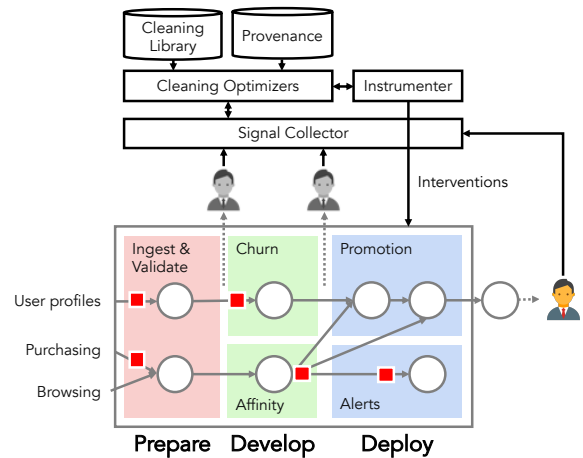 Cleaning
Library
Provenance
Cleaning Optimizers
Instrumenter
Signal Collector
Interventions
Ingest &
Validate
Churn
Promotion
User profiles
Purchasing
Browsing
Affinity
Alerts
Prepare
Develop
Deploy